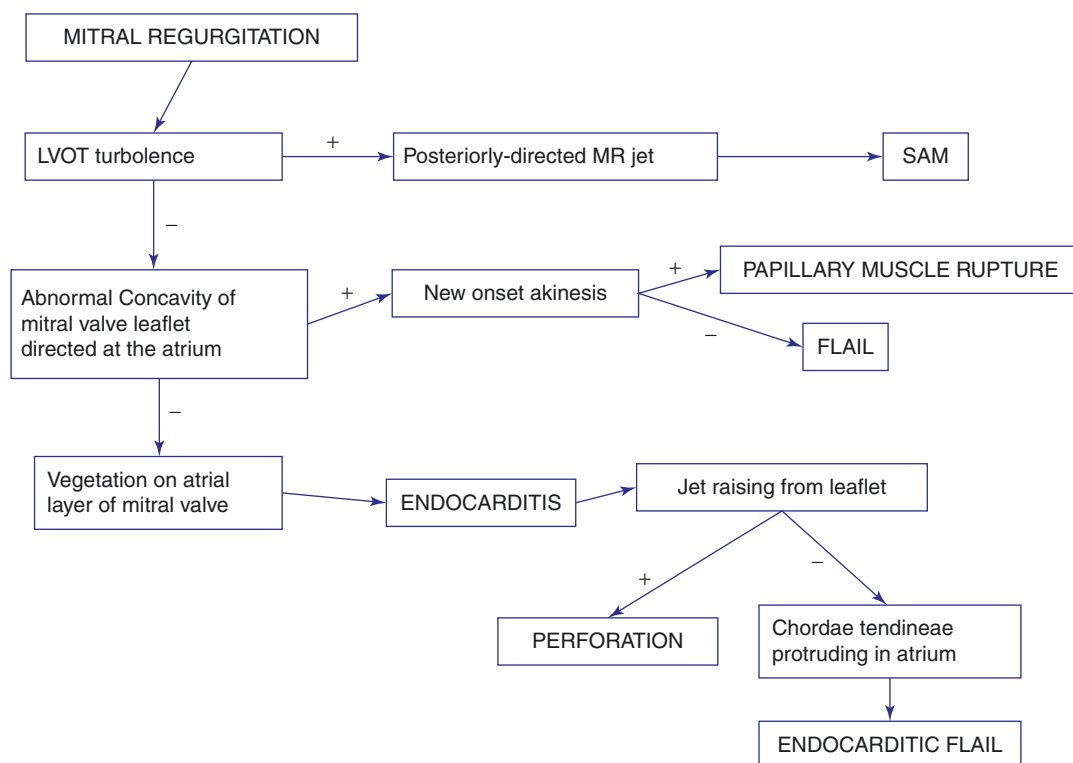 MITRAL REGURGITATION
LVOT turbolence
+
Posteriorly-directed MR jet
SAM
–
Abnormal Concavity of
mitral valve leaflet
directed at the atrium
+
New onset akinesis
+
PAPILLARY MUSCLE RUPTURE
–
FLAIL
–
Vegetation on atrial
layer of mitral valve
ENDOCARDITIS
Jet raising from leaflet
+
–
PERFORATION
Chordae tendineae
protruding in atrium
ENDOCARDITIC FLAIL